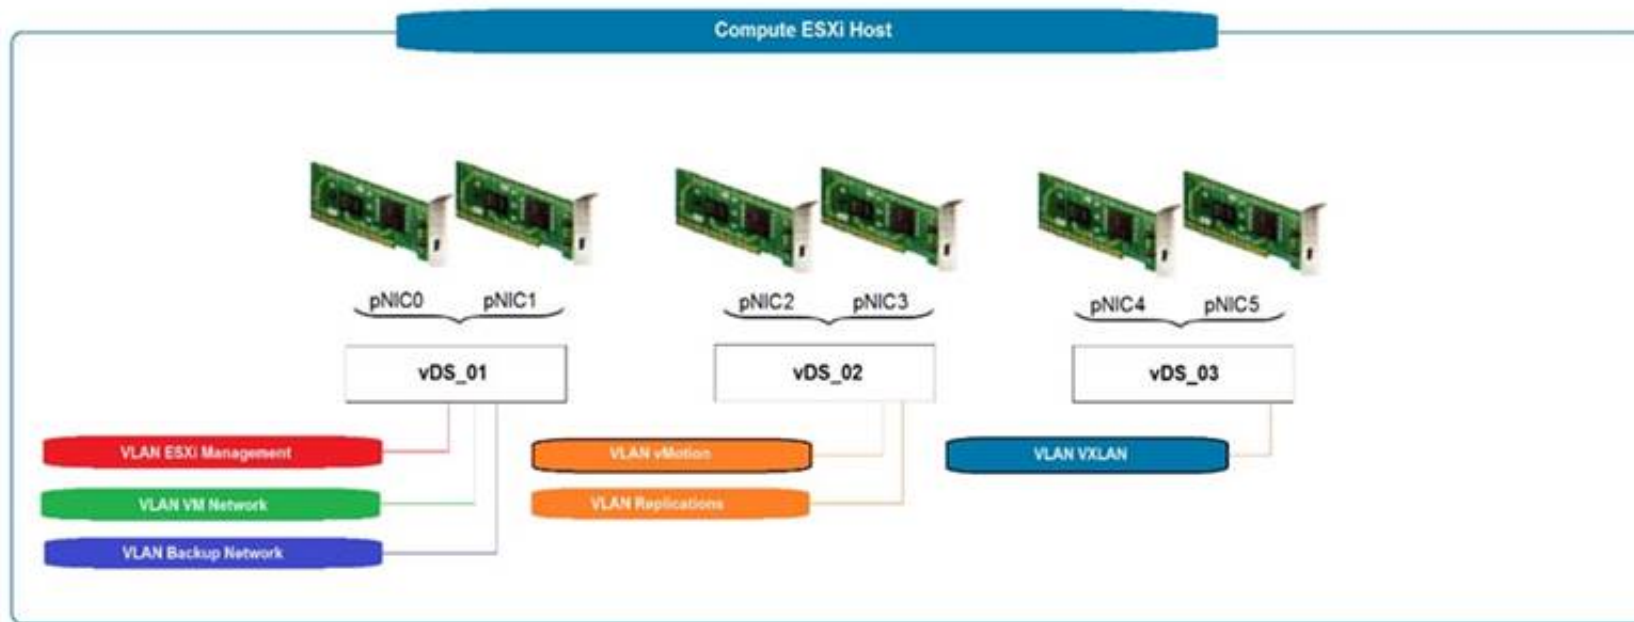 Compute ESXi Host
pNIC0
pNIC1
pNIC2
pNIC3
pNIC4
pNIC5
vDS_01
vDS_02
vDS_03
VLAN ESXi Management
VLAN vMotion
VLAN VXLAN
VLAN VM Network
VLAN Replications
VLAN Backup Network